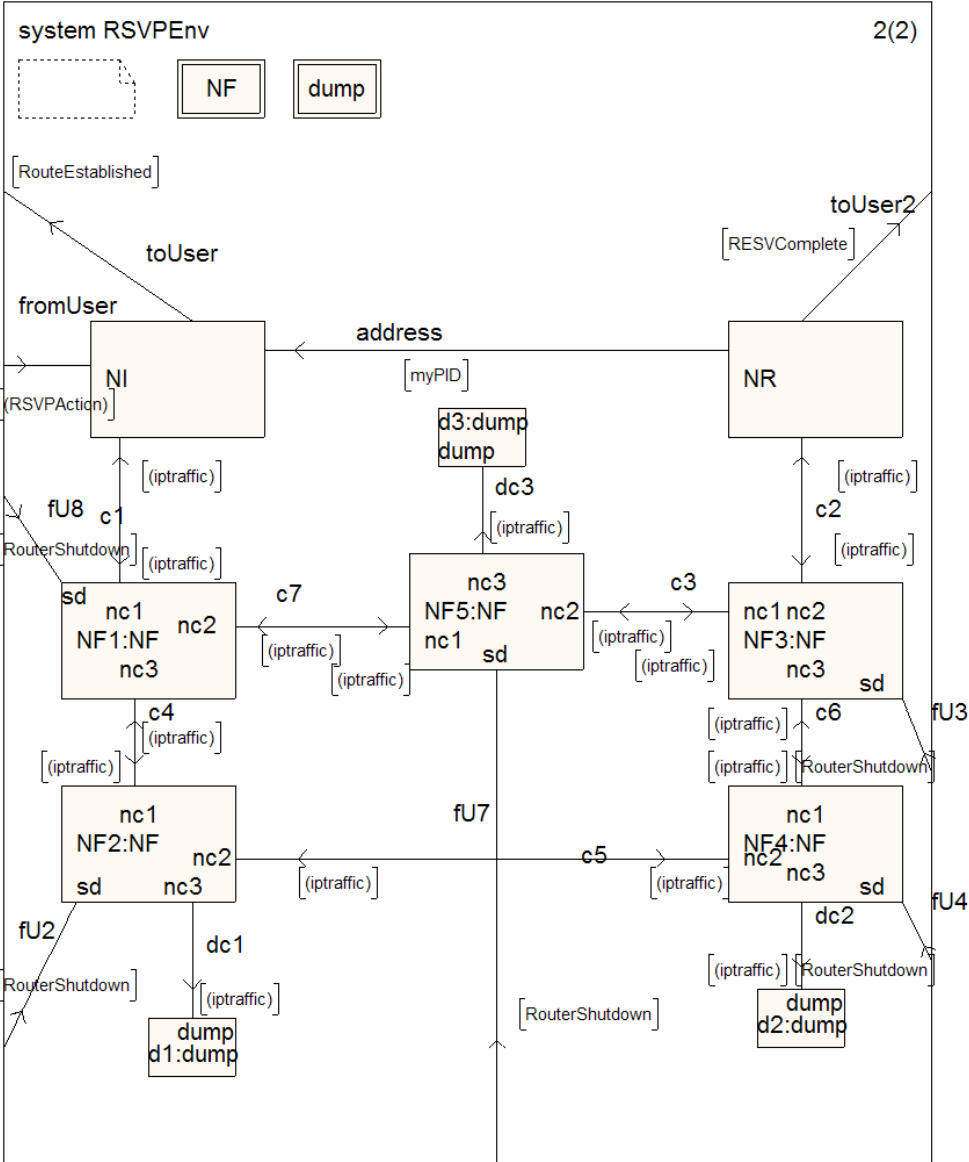 system RSVPEnv 2(2)
NF dump
[RouteEstablished]
toUser2
[RESVComplete]
toUser
fromUser
address
NI
[myPID]
NR
[(RSVPAction)]
d3:dump
dump
[(iptraffic)] [(iptraffic)]
dc3
fU8 c1 c2
[(iptraffic)]
[RouterShutdown] [(iptraffic)] [(iptraffic)]
sd nc1 nc2
NF1:NF
nc3
c7
nc3
NF5:NF nc2
nc1
sd
c3
nc1 nc2
NF3:NF
nc3
sd
[(iptraffic)] [(iptraffic)]
[(iptraffic)] [(iptraffic)]
c4
[(iptraffic)]
[(iptraffic)]
c6
[(iptraffic)]
fU3
[(iptraffic)] [RouterShutdown]
nc1
NF2:NF
nc2
sd nc3
fU7
c5
nc1
NF4:NF
nc2
nc3
sd
[(iptraffic)] [(iptraffic)]
fU2
dc1
dc2
fU4
[RouterShutdown]
[(iptraffic)]
[(iptraffic)] [RouterShutdown]
[RouterShutdown]
dump
d1:dump
dump
d2:dump